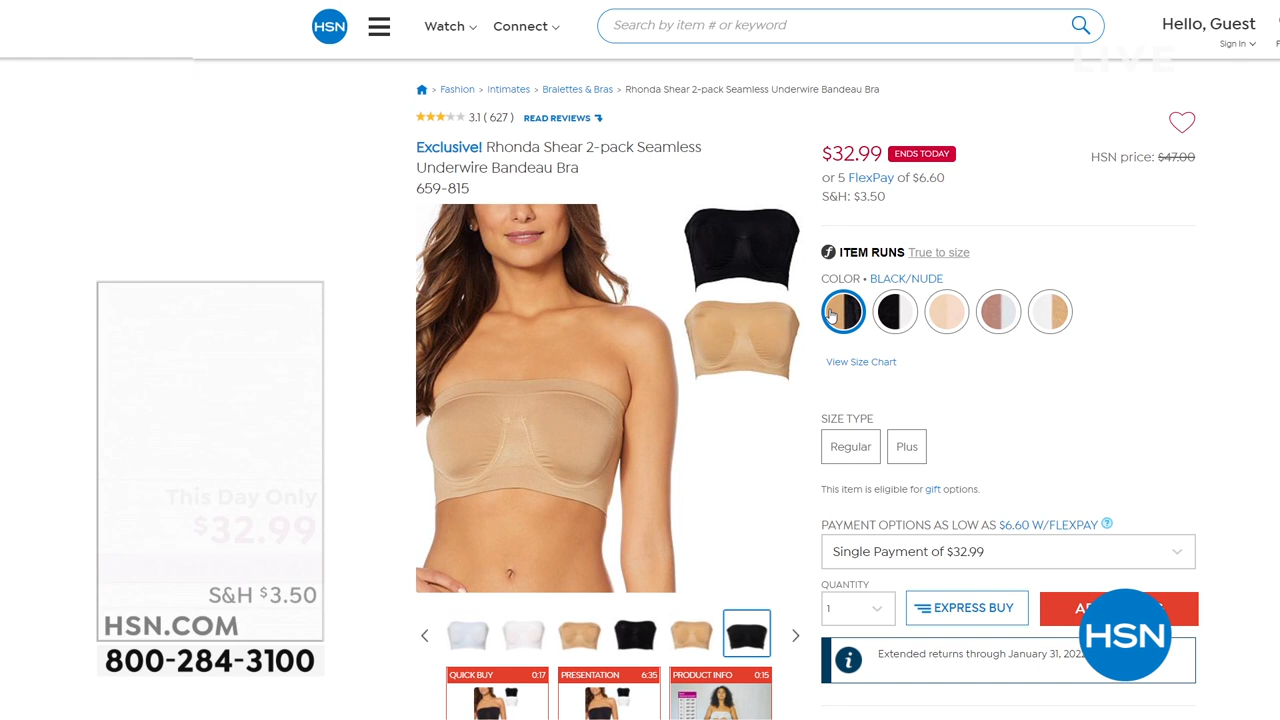 HSN
Watch
Connect
Search by item # or keyword
Hello, Guest
Sign In
LIVE
> Fashion > Intimates > Bralettes & Bras > Rhonda Shear 2-pack Seamless Underwire Bandeau Bra
3.1 ( 627 ) READ REVIEWS
Exclusive! Rhonda Shear 2-pack Seamless
Underwire Bandeau Bra
659-815
$32.99 ENDS TODAY
HSN price: $47.00
or 5 FlexPay of $6.60
S&H: $3.50
f ITEM RUNS True to size
COLOR • BLACK/NUDE
View Size Chart
SIZE TYPE
Regular Plus
This item is eligible for gift options.
PAYMENT OPTIONS AS LOW AS $6.60 W/FLEXPAY ?
Single Payment of $32.99
QUANTITY
1
EXPRESS BUY
HSN
Extended returns through January 31,
This Day Only
$32.99
S&H $3.50
HSN.COM
800-284-3100
QUICK BUY 0:17
PRESENTATION 6:35
PRODUCT INFO 0:15